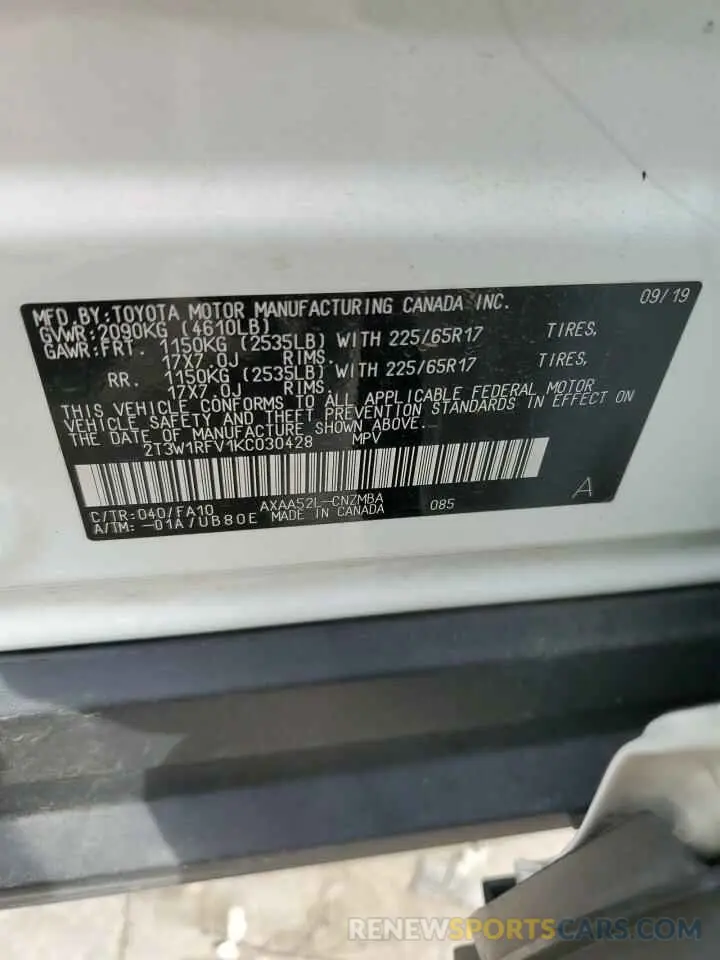 MFD.BY:TOYOTA MOTOR MANUFACTURING CANADA INC. 09/19
GVWR:2090KG (4610LB)
GAWR:FRT. 1150KG (2535LB) WITH 225/65R17 TIRES,
17X7.0J RIMS.
RR. 1150KG (2535LB) WITH 225/65R17 TIRES,
17X7.0J RIMS.
THIS VEHICLE CONFORMS TO ALL APPLICABLE FEDERAL MOTOR
VEHICLE SAFETY AND THEFT PREVENTION STANDARDS IN EFFECT ON
THE DATE OF MANUFACTURE SHOWN ABOVE.
2T3W1RFV1KC030428 MPV
C/TR:040/FA10 AXAA52L-CNZMBA 085 A
A/TM: -01A/UB80E MADE IN CANADA
RENEWSPORTSCARS.COM